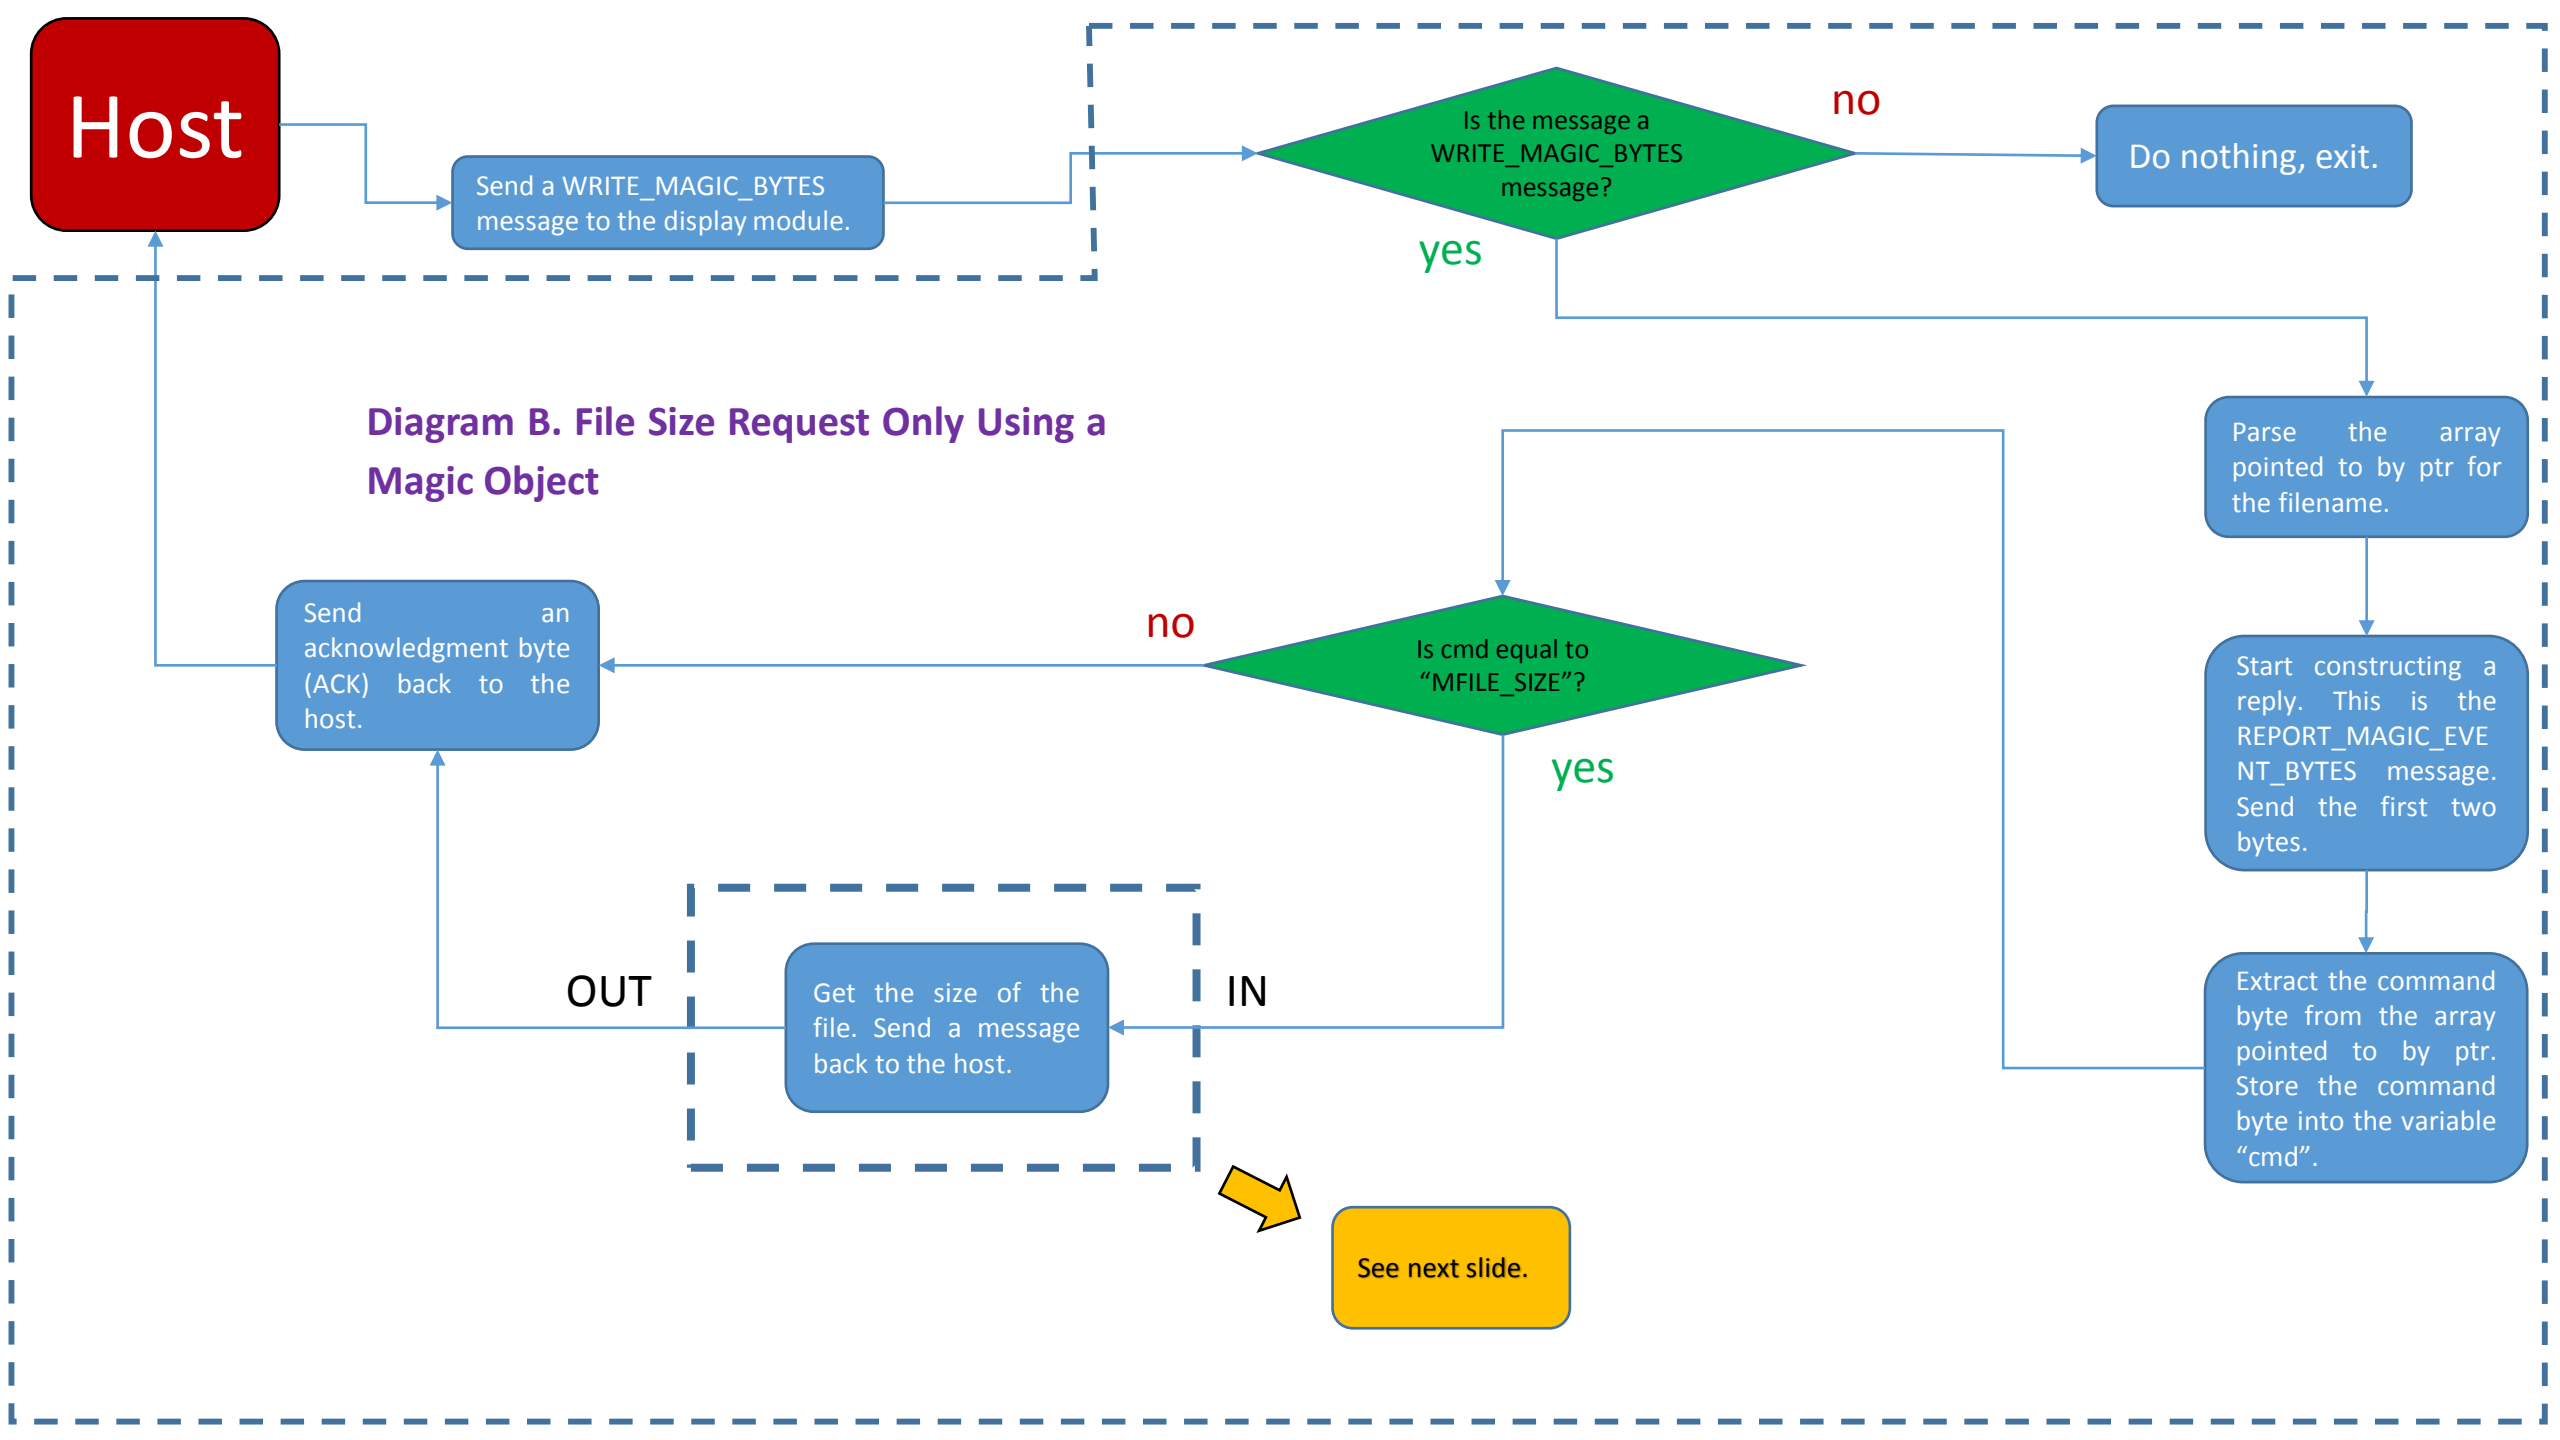 Host
Send a WRITE_MAGIC_BYTES
message to the display module.
Is the message a
WRITE_MAGIC_BYTES
message?
no
Do nothing, exit.
yes
Parse the array
pointed to by ptr for
the filename.
Diagram B. File Size Request Only Using a
Magic Object
Start constructing a
reply. This is the
REPORT_MAGIC_EVE
NT_BYTES message.
Send the first two
bytes.
Extract the command
byte from the array
pointed to by ptr.
Store the command
byte into the variable
“cmd”.
Is cmd equal to
“MFILE_SIZE”?
no
yes
Send an
acknowledgment byte
(ACK) back to the
host.
OUT
Get the size of the
file. Send a message
back to the host.
IN
See next slide.